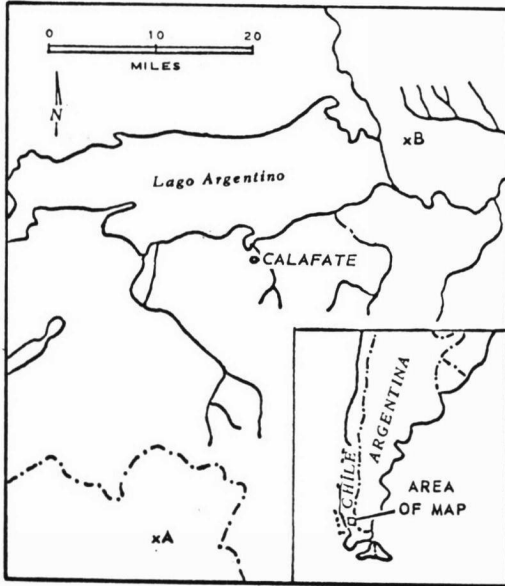 0 10 20
MILES
N
xB
Lago Argentino
CALAFATE
CHILE
ARGENTINA
AREA
OF MAP
xA